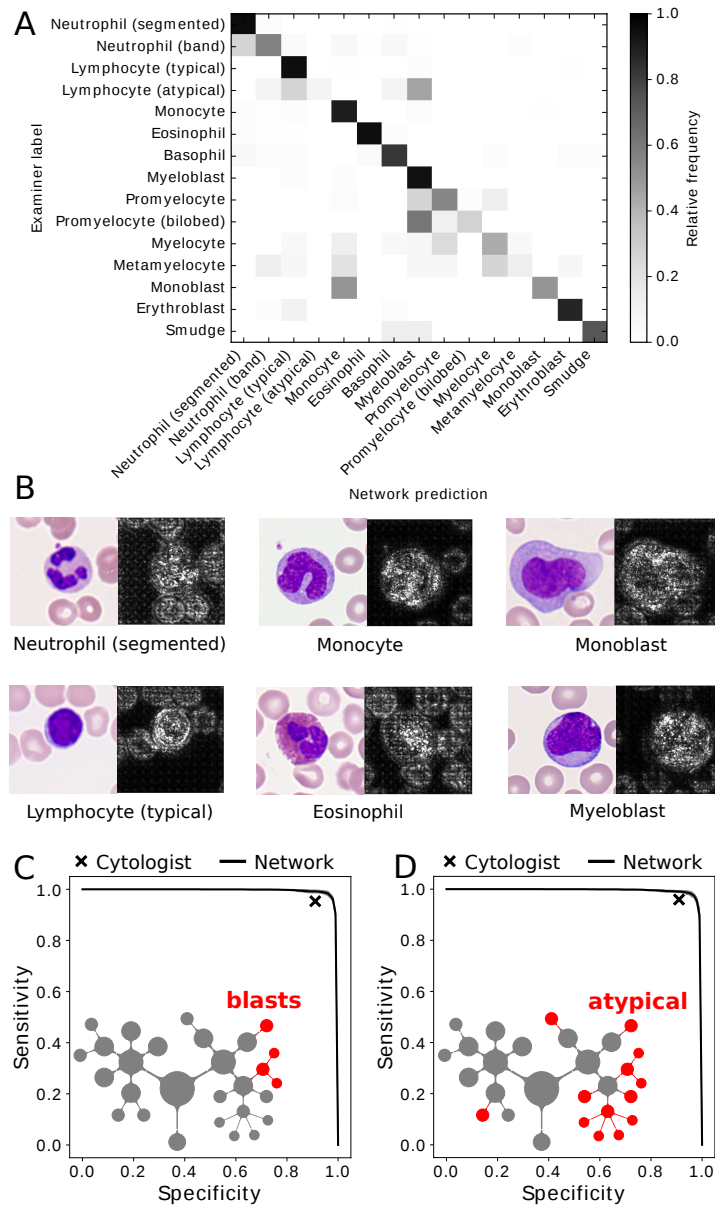 A
Examiner label
Neutrophil (segmented)
Neutrophil (band)
Lymphocyte (typical)
Lymphocyte (atypical)
Monocyte
Eosinophil
Basophil
Myeloblast
Promyelocyte
Promyelocyte (bilobed)
Myelocyte
Metamyelocyte
Monoblast
Erythroblast
Smudge
1.0
0.8
0.6
0.4
0.2
0.0
Relative frequency
Neutrophil (segmented)
Neutrophil (band)
Lymphocyte (typical)
Lymphocyte (atypical)
Monocyte
Eosinophil
Basophil
Myeloblast
Promyelocyte
Promyelocyte (bilobed)
Myelocyte
Metamyelocyte
Monoblast
Erythroblast
Smudge
Network prediction
B
Neutrophil (segmented)
Monocyte
Monoblast
Lymphocyte (typical)
Eosinophil
Myeloblast
C
Cytologist
Network
Sensitivity
1.0
0.8
0.6
0.4
0.2
0.0
blasts
0.0 0.2 0.4 0.6 0.8 1.0
Specificity
D
Cytologist
Network
Sensitivity
1.0
0.8
0.6
0.4
0.2
0.0
atypical
0.0 0.2 0.4 0.6 0.8 1.0
Specificity